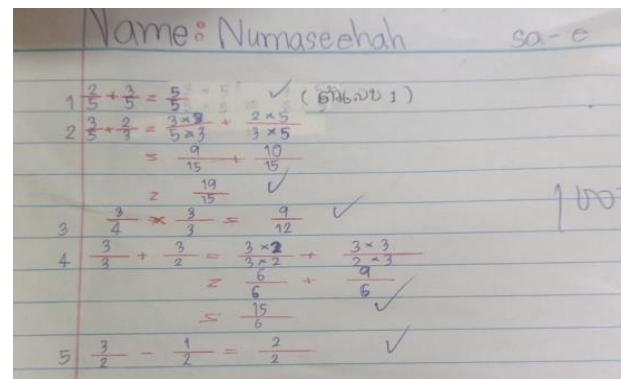 Name: Numaseehah sa-e
1 2/5 + 3/5 = 5/5 ✓
2 3/5 + 2/3 = 3×3/5×3 + 2×5/3×5
= 9/15 + 10/15
= 19/15 ✓
3 3/4 × 3/3 = 9/12 ✓
4 3/3 + 3/2 = 3×2/3×2 + 3×3/2×3
= 6/6 + 9/6
= 15/6 ✓
5 3/2 - 1/2 = 2/2 ✓